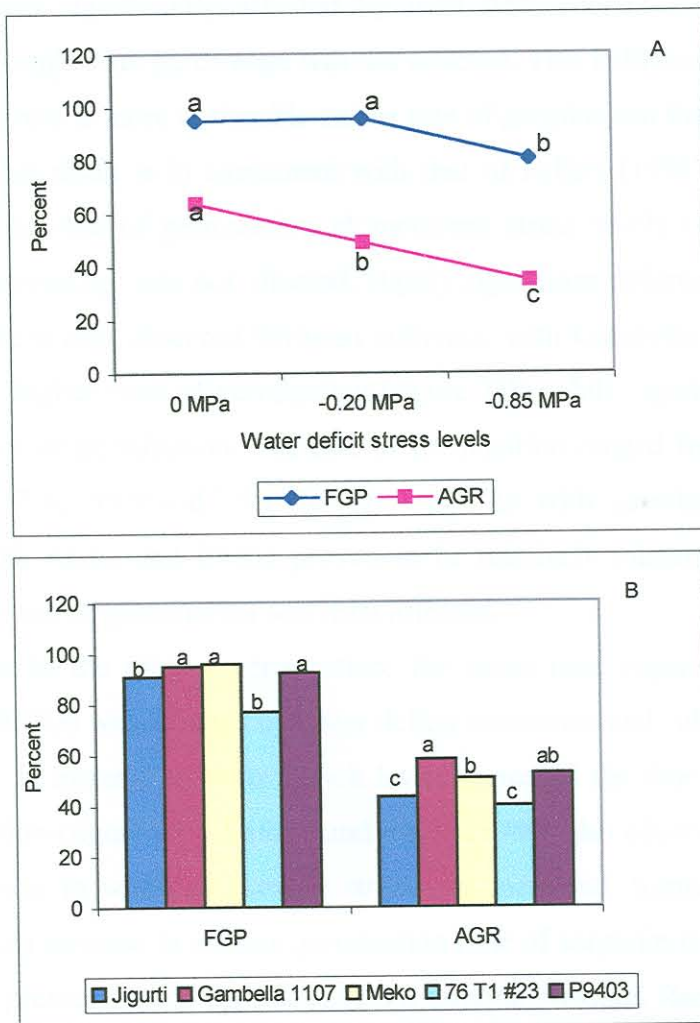 A
120
100
80
60
40
20
0
Percent
a a b
a b c
0 MPa -0.20 MPa -0.85 MPa
Water deficit stress levels
FGP AGR
B
120
100
80
60
40
20
0
Percent
b a a b a
c a b c ab
FGP AGR
Jigurti Gambella 1107 Meko 76 T1 #23 P9403